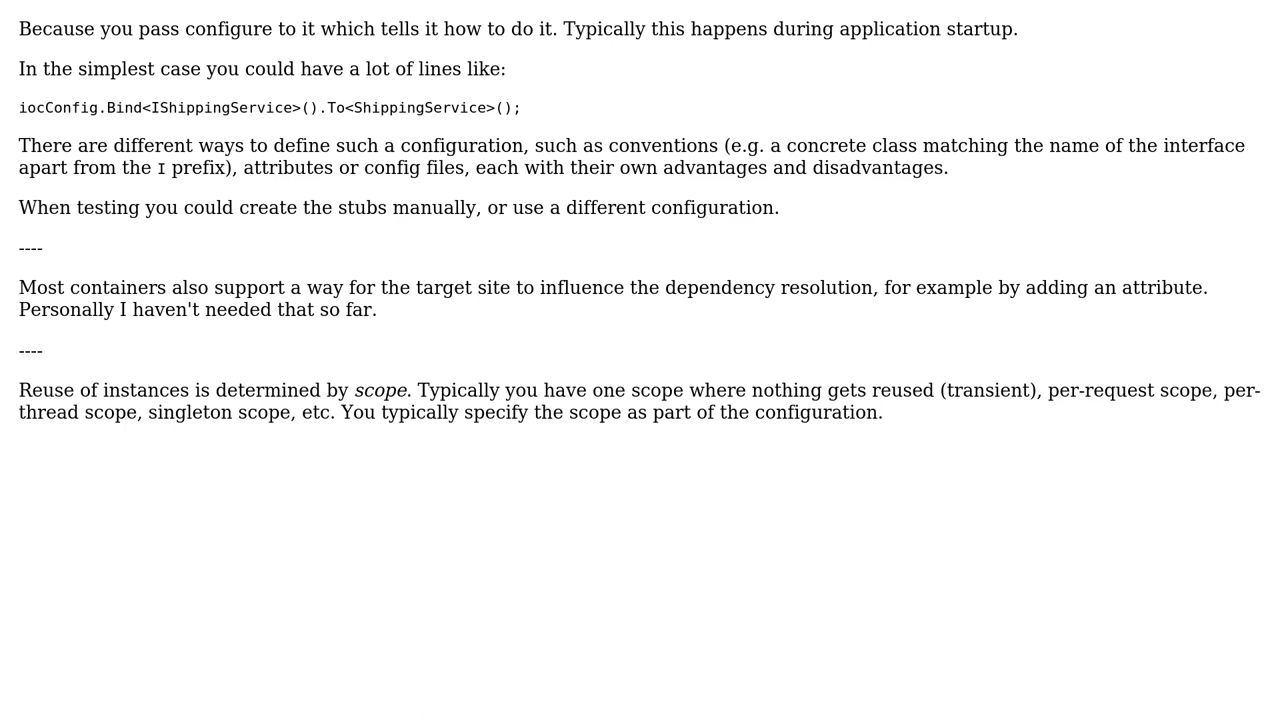 Because you pass configure to it which tells it how to do it. Typically this happens during application startup.
In the simplest case you could have a lot of lines like:
iocConfig.Bind<IShippingService>().To<ShippingService>();
There are different ways to define such a configuration, such as conventions (e.g. a concrete class matching the name of the interface
apart from the I prefix), attributes or config files, each with their own advantages and disadvantages.
When testing you could create the stubs manually, or use a different configuration.
----
Most containers also support a way for the target site to influence the dependency resolution, for example by adding an attribute.
Personally I haven't needed that so far.
----
Reuse of instances is determined by scope. Typically you have one scope where nothing gets reused (transient), per-request scope, per-
thread scope, singleton scope, etc. You typically specify the scope as part of the configuration.